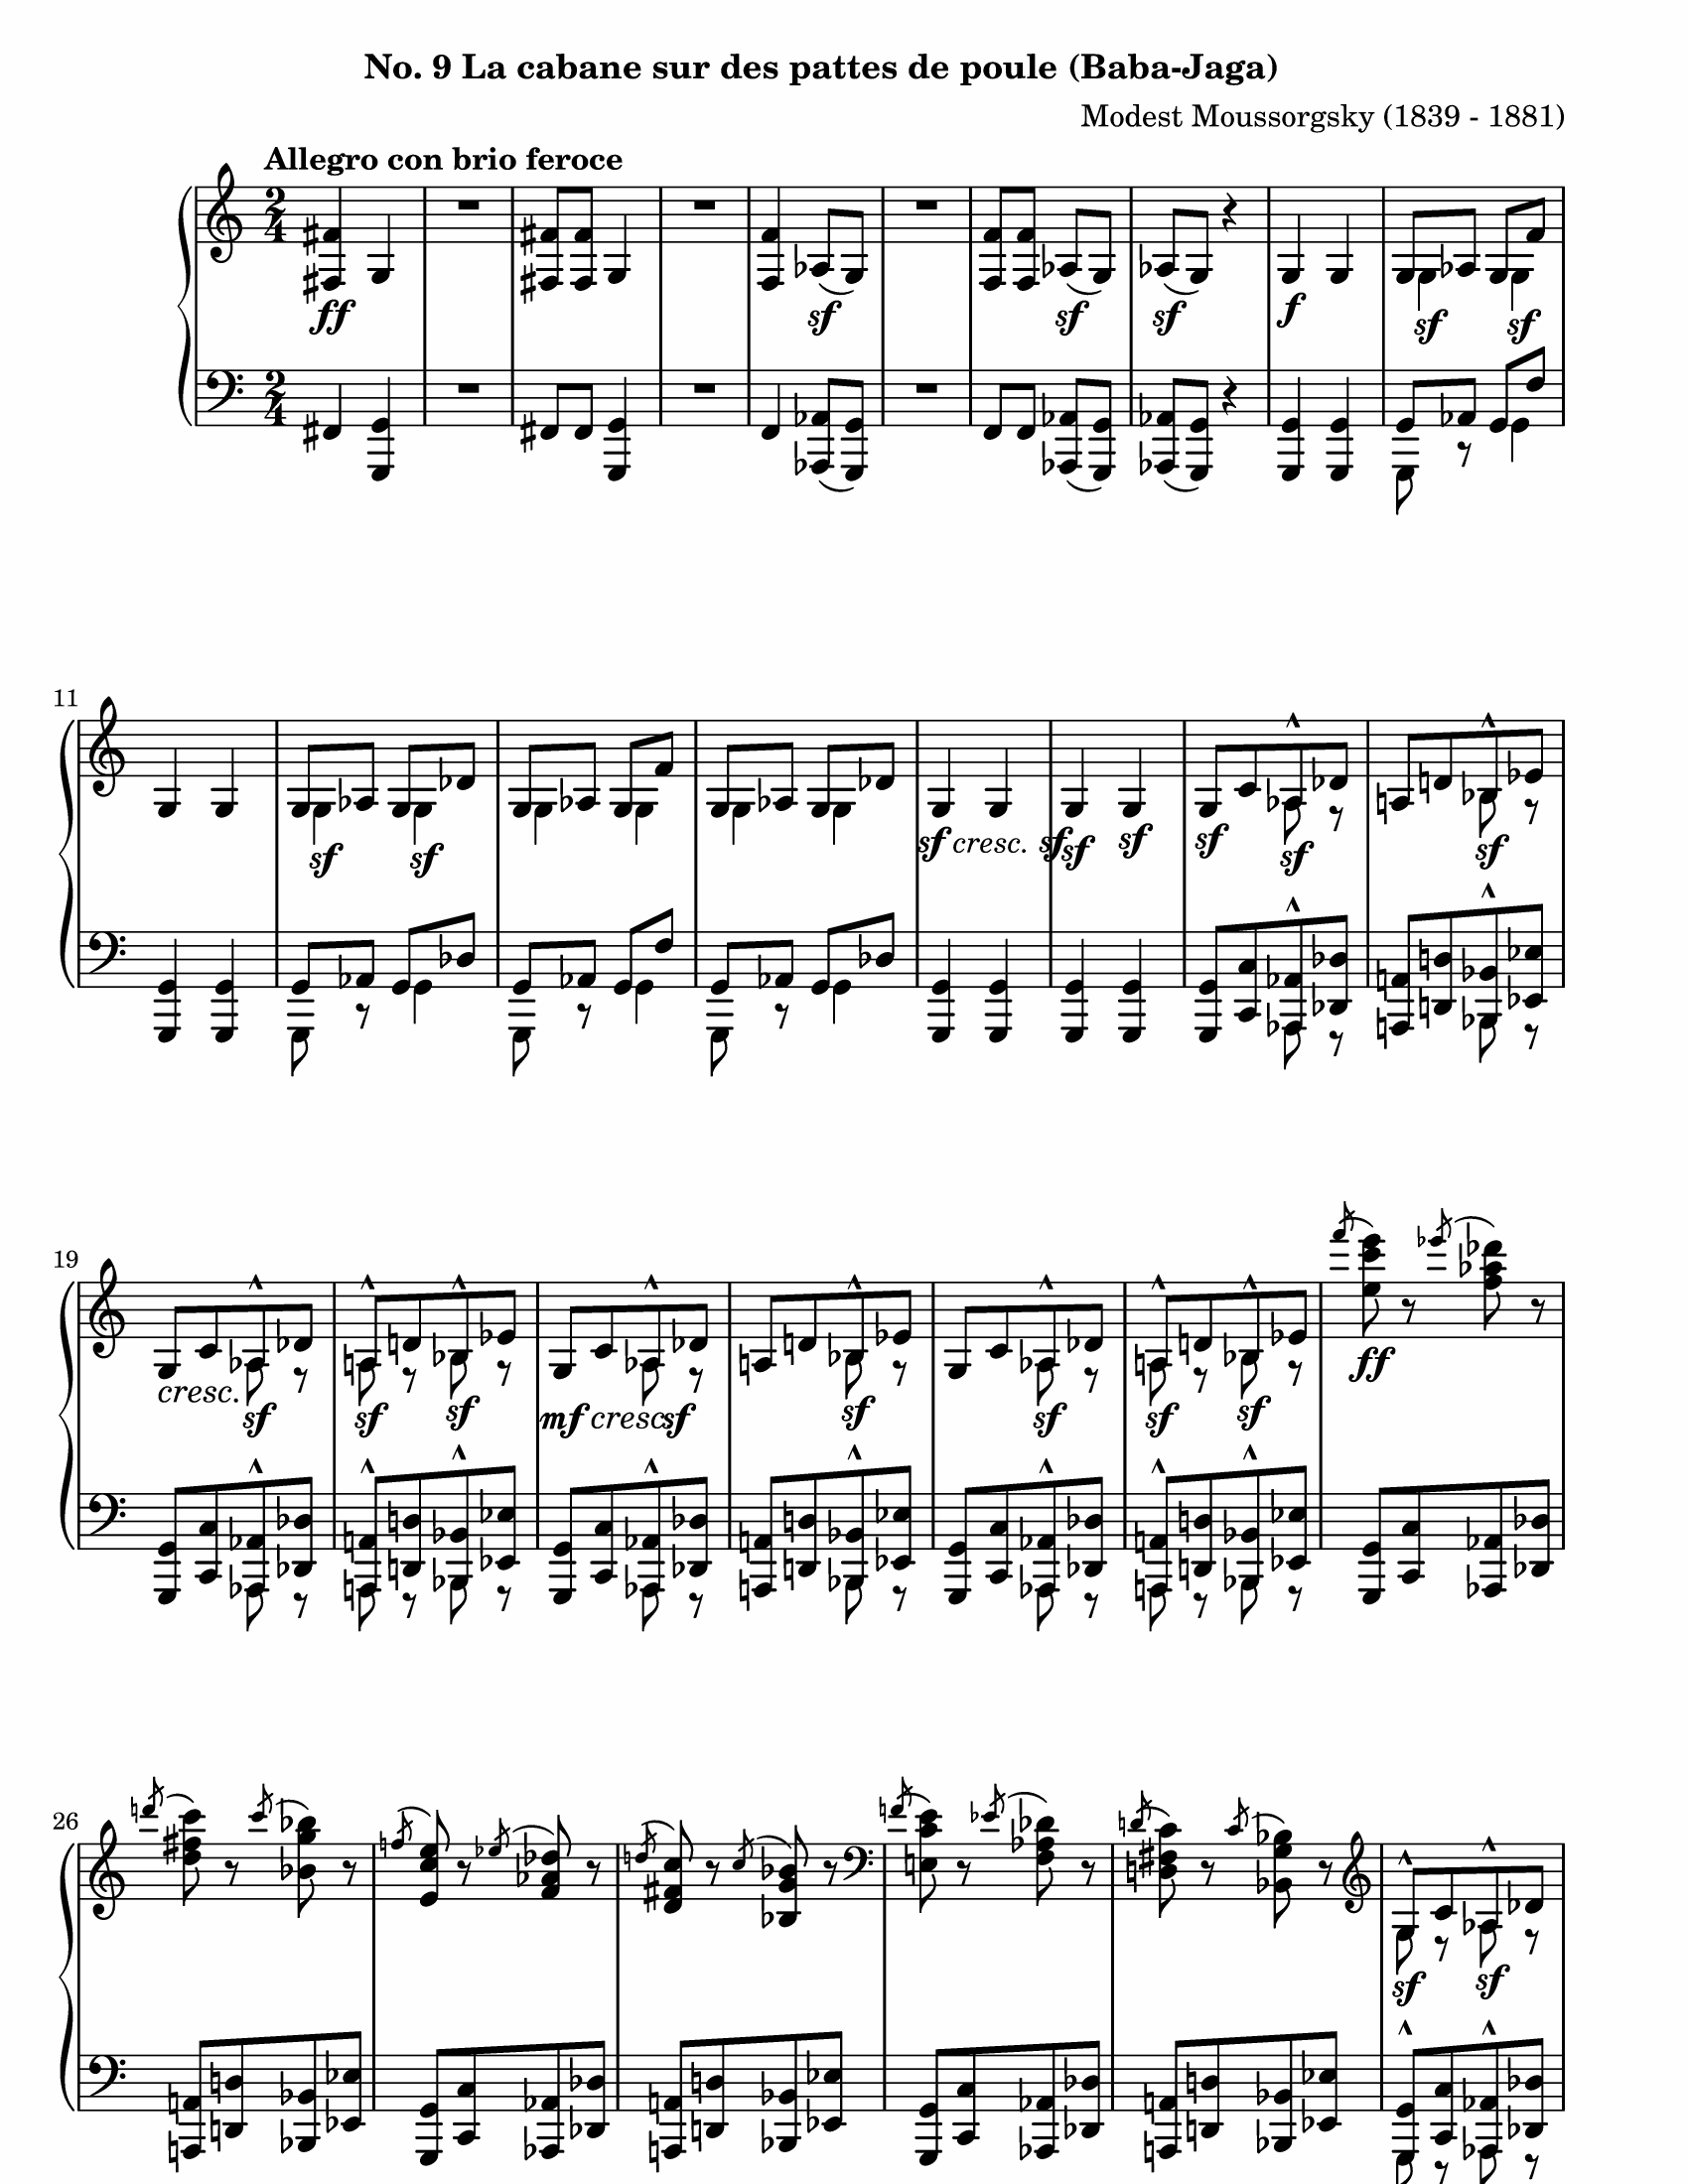 No. 9 La cabane sur des pattes de poule (Baba-Jaga)
Modest Moussorgsky (1839 - 1881)
Allegro con brio feroce
2 4
ff sf sf sf f sf sf
2 4
11
sf sf sf cresc. sf sf sf sf sf sf
19
cresc. sf sf sf mf cresc. sf sf sf sf sf ff
26
sf sf